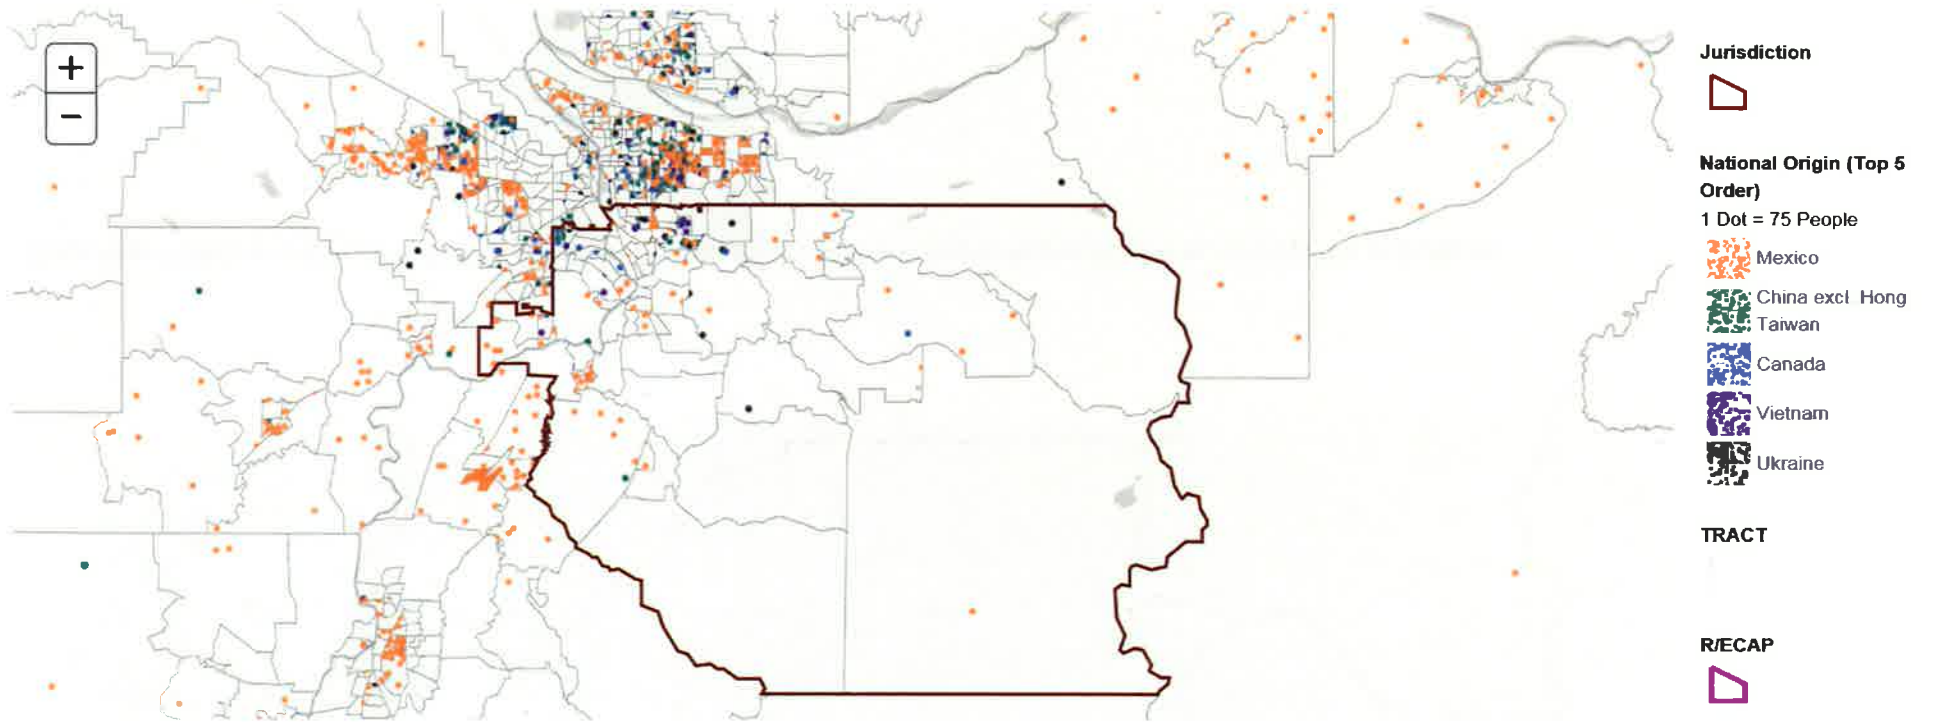 +
−
Jurisdiction
National Origin (Top 5
Order)
1 Dot = 75 People
Mexico
China excl Hong
Taiwan
Canada
Vietnam
Ukraine
TRACT
R/ECAP